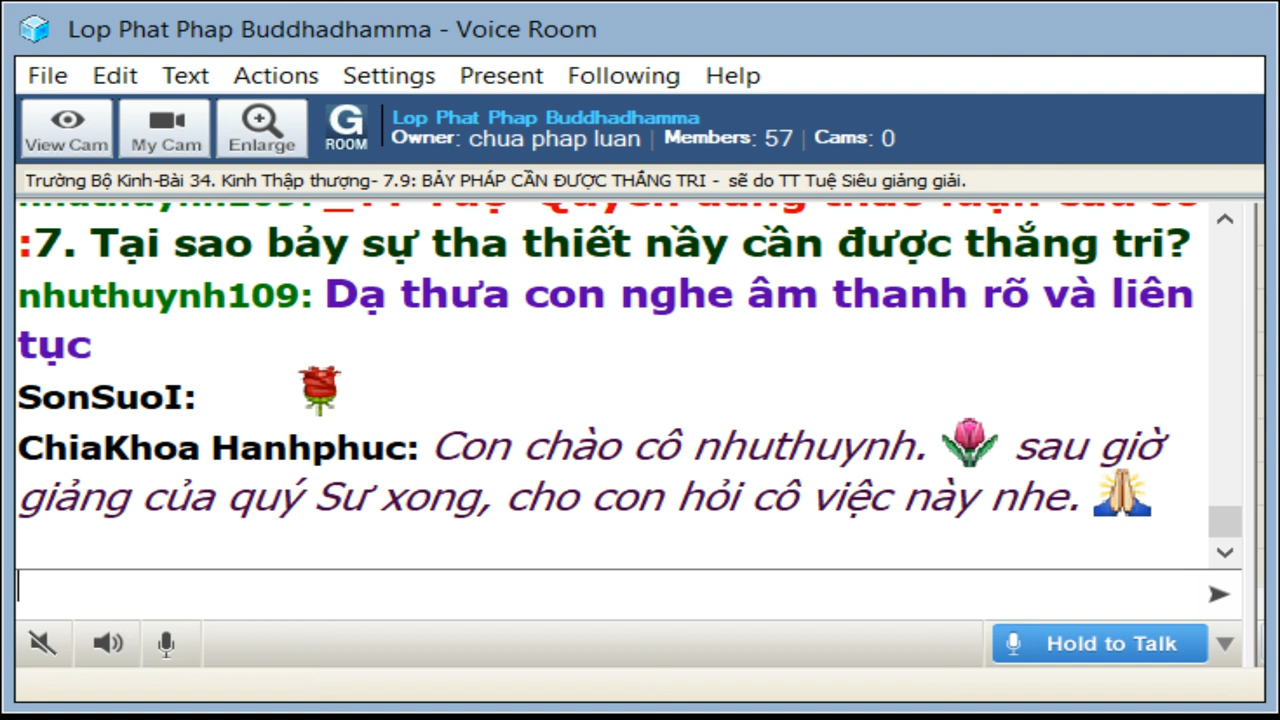 Lop Phat Phap Buddhadhamma - Voice Room
File Edit Text Actions Settings Present Following Help
View Cam My Cam Enlarge G ROOM
Lop Phat Phap Buddhadhamma
Owner: chua phap luan | Members: 57 | Cams: 0
Trường Bộ Kinh-Bài 34. Kinh Thập thượng- 7.9: BẢY PHÁP CẦN ĐƯỢC THẮNG TRI - sẽ do TT Tuệ Siêu giảng giải.
:7. Tại sao bảy sự tha thiết nầy cần được thắng tri?
nhuthuynh109: Dạ thưa con nghe âm thanh rõ và liên
tục
SonSuoI:
ChiaKhoa Hanhphuc: Con chào cô nhuthuynh. sau giờ
giảng của quý Sư xong, cho con hỏi cô việc này nhe.
Hold to Talk